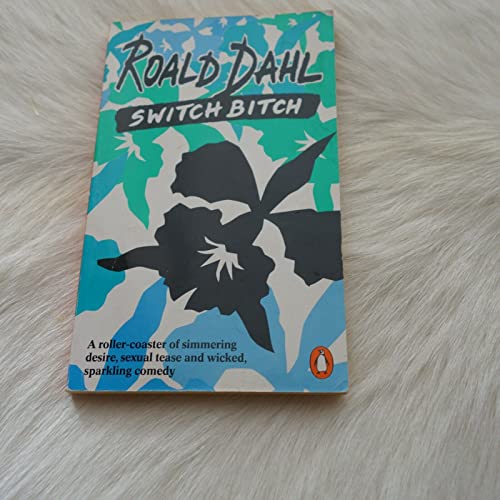 ROALD DAHL
SWITCH BITCH
A roller-coaster of simmering
desire, sexual tease and wicked,
sparkling comedy